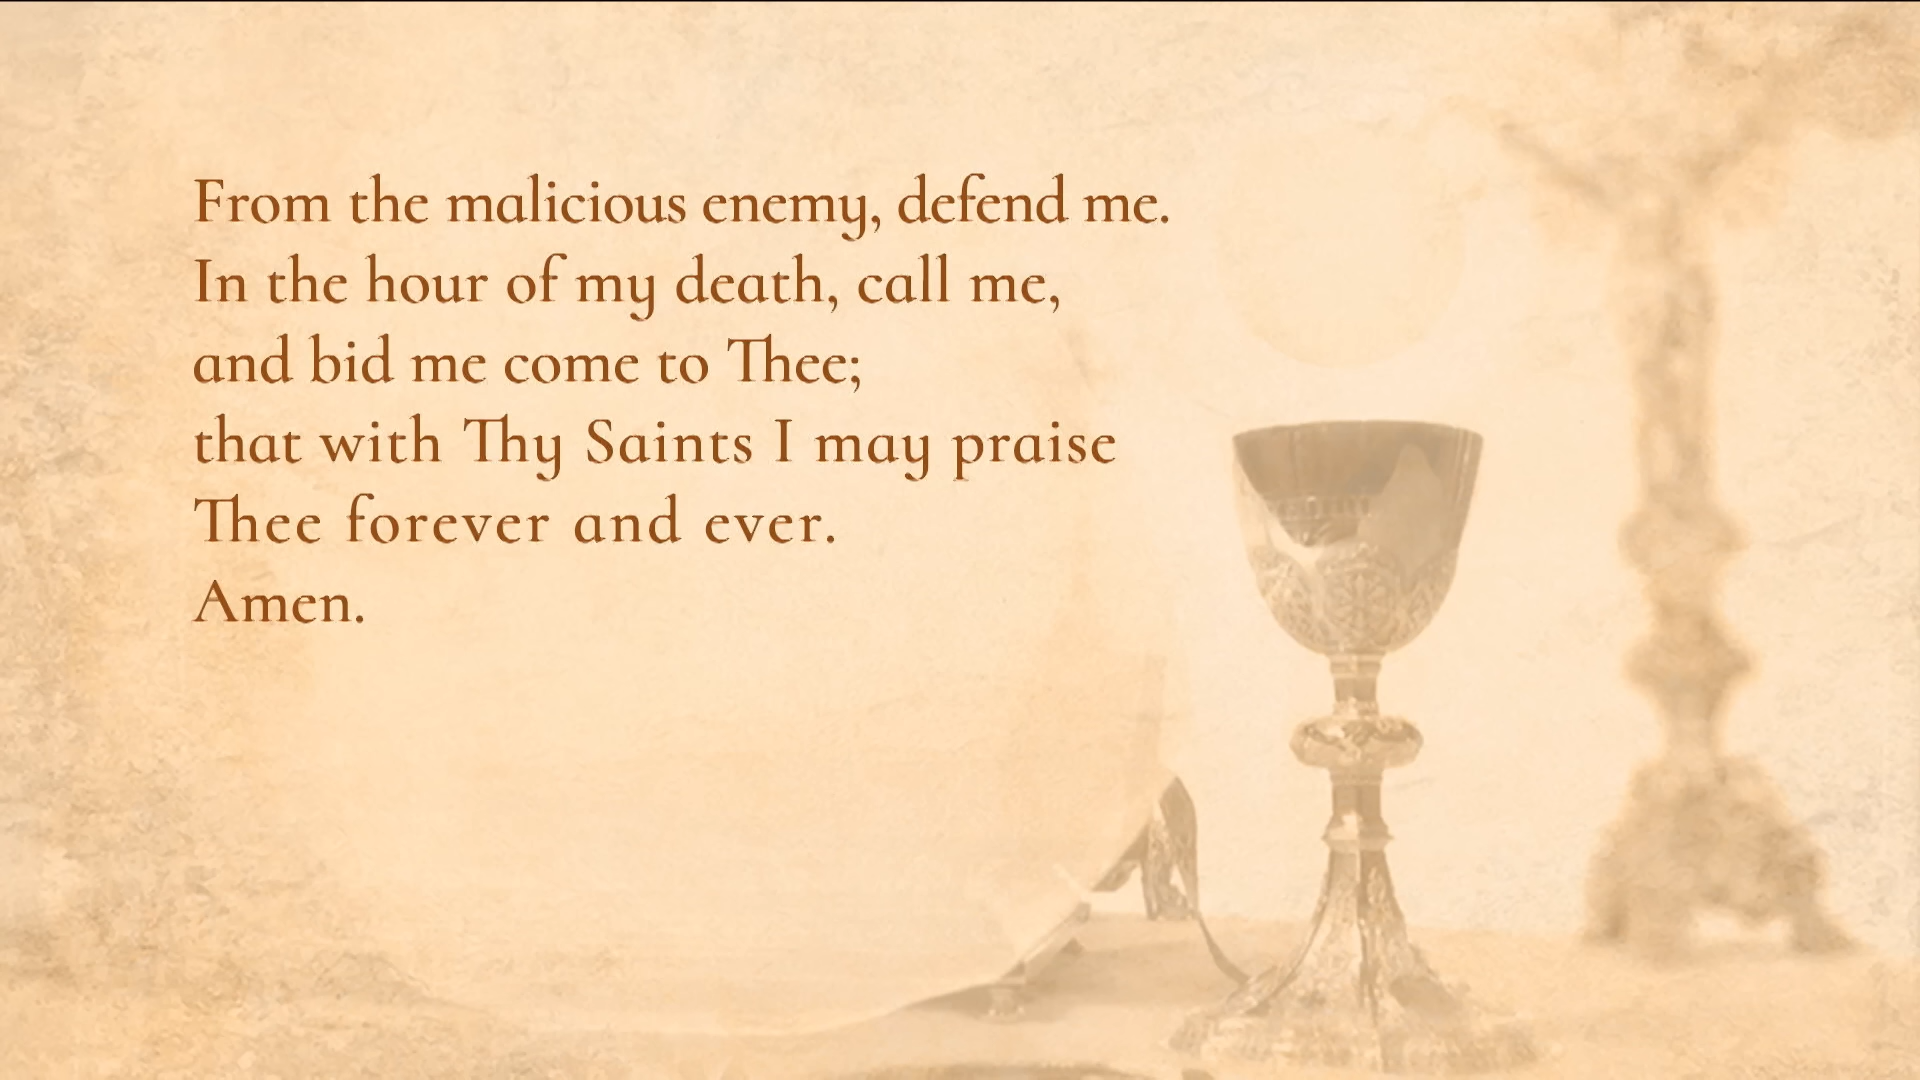 From the malicious enemy, defend me.
In the hour of my death, call me,
and bid me come to Thee;
that with Thy Saints I may praise
Thee forever and ever.
Amen.